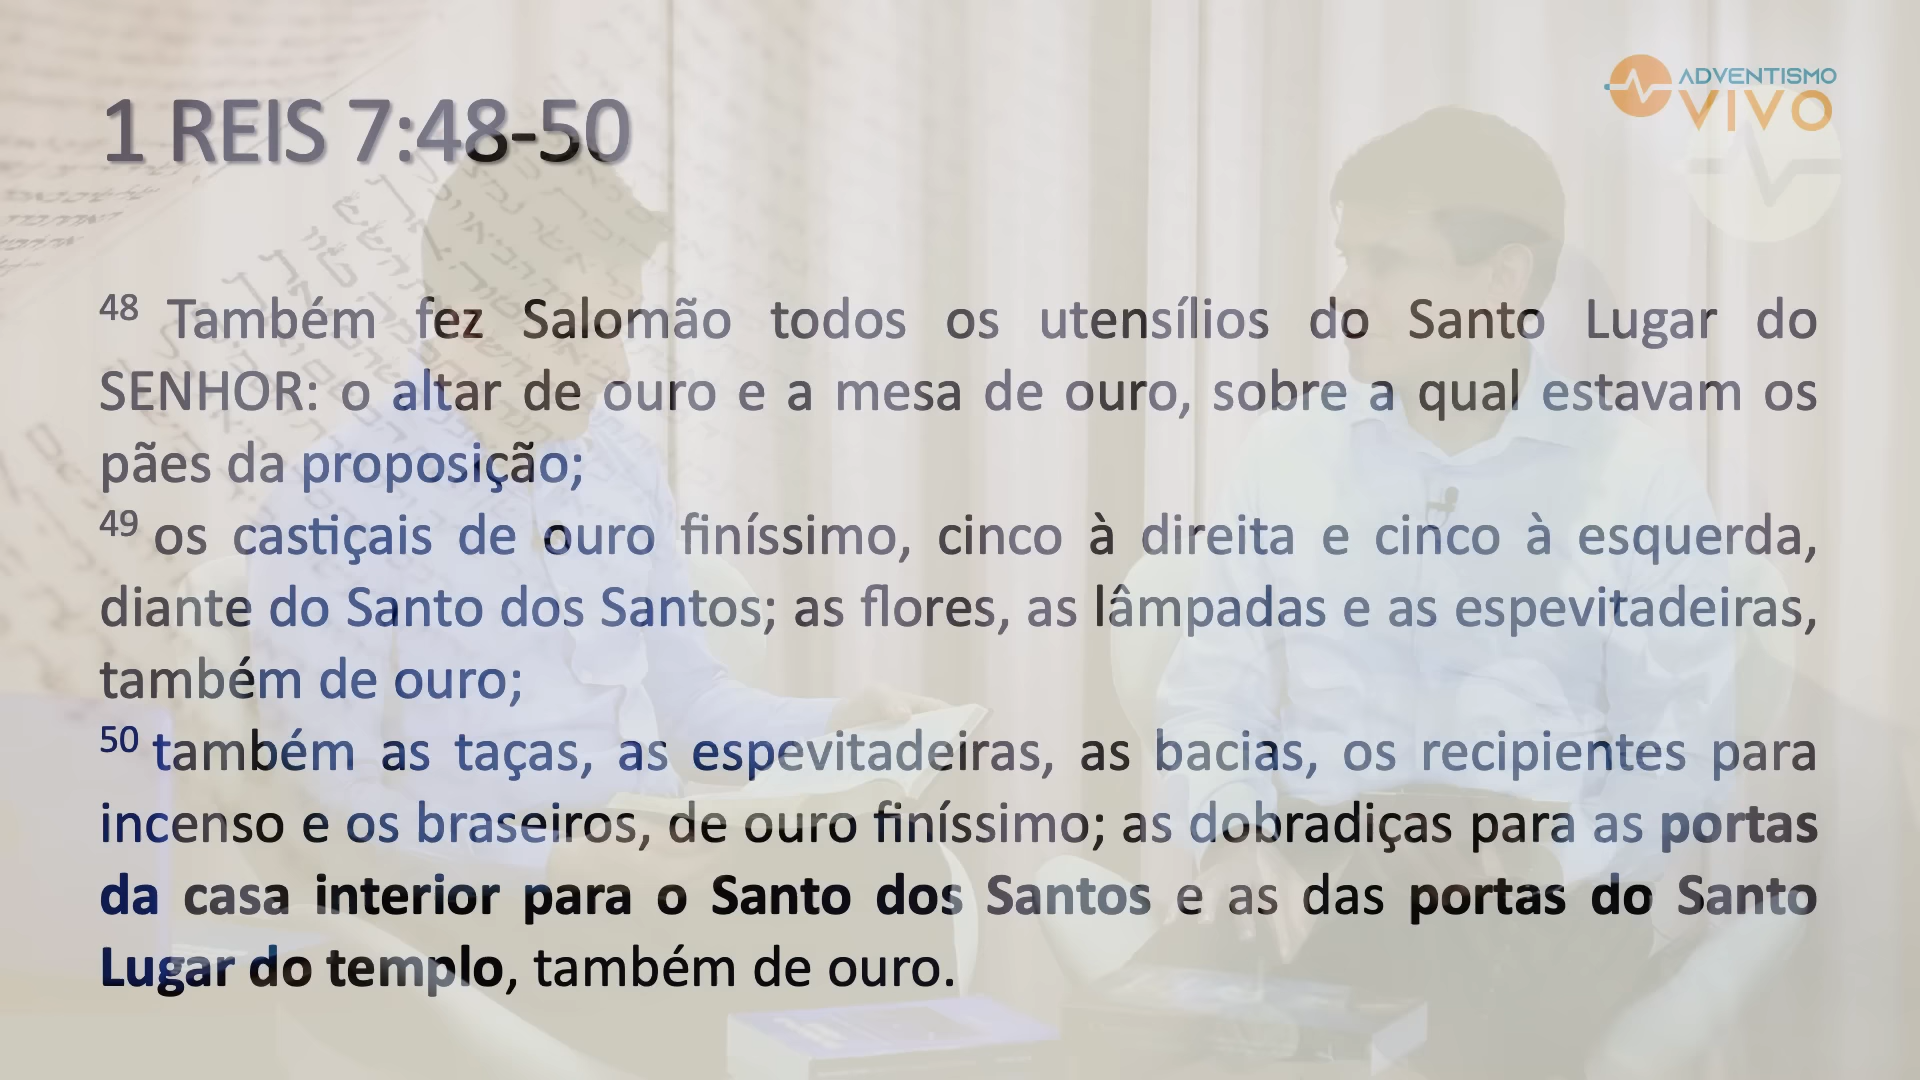 ADVENTISMO
VIVO
1 REIS 7:48-50
48 Também fez Salomão todos os utensílios do Santo Lugar do
SENHOR: o altar de ouro e a mesa de ouro, sobre a qual estavam os
pães da proposição;
49 os castiçais de ouro finíssimo, cinco à direita e cinco à esquerda,
diante do Santo dos Santos; as flores, as lâmpadas e as espevitadeiras,
também de ouro;
50 também as taças, as espevitadeiras, as bacias, os recipientes para
incenso e os braseiros, de ouro finíssimo; as dobradiças para as portas
da casa interior para o Santo dos Santos e as das portas do Santo
Lugar do templo, também de ouro.